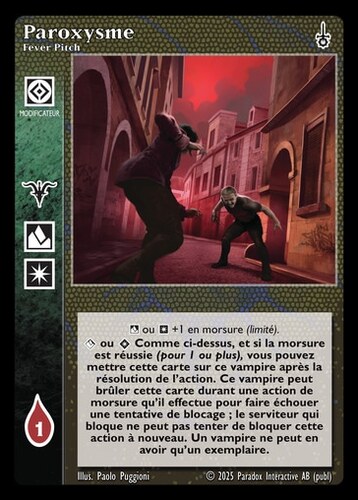 Paroxysme
Fever Pitch
MODIFICATEUR
ou +1 en morsure (limité).
ou Comme ci-dessus, et si la morsure
est réussie (pour 1 ou plus), vous pouvez
mettre cette carte sur ce vampire après la
résolution de l'action. Ce vampire peut
brûler cette carte durant une action de
morsure qu'il effectue pour faire échouer
une tentative de blocage ; le serviteur qui
bloque ne peut pas tenter de bloquer cette
action à nouveau. Un vampire ne peut en
avoir qu'un exemplaire.
1
Illus. Paolo Puggioni © 2025 Paradox Interactive AB (publ)